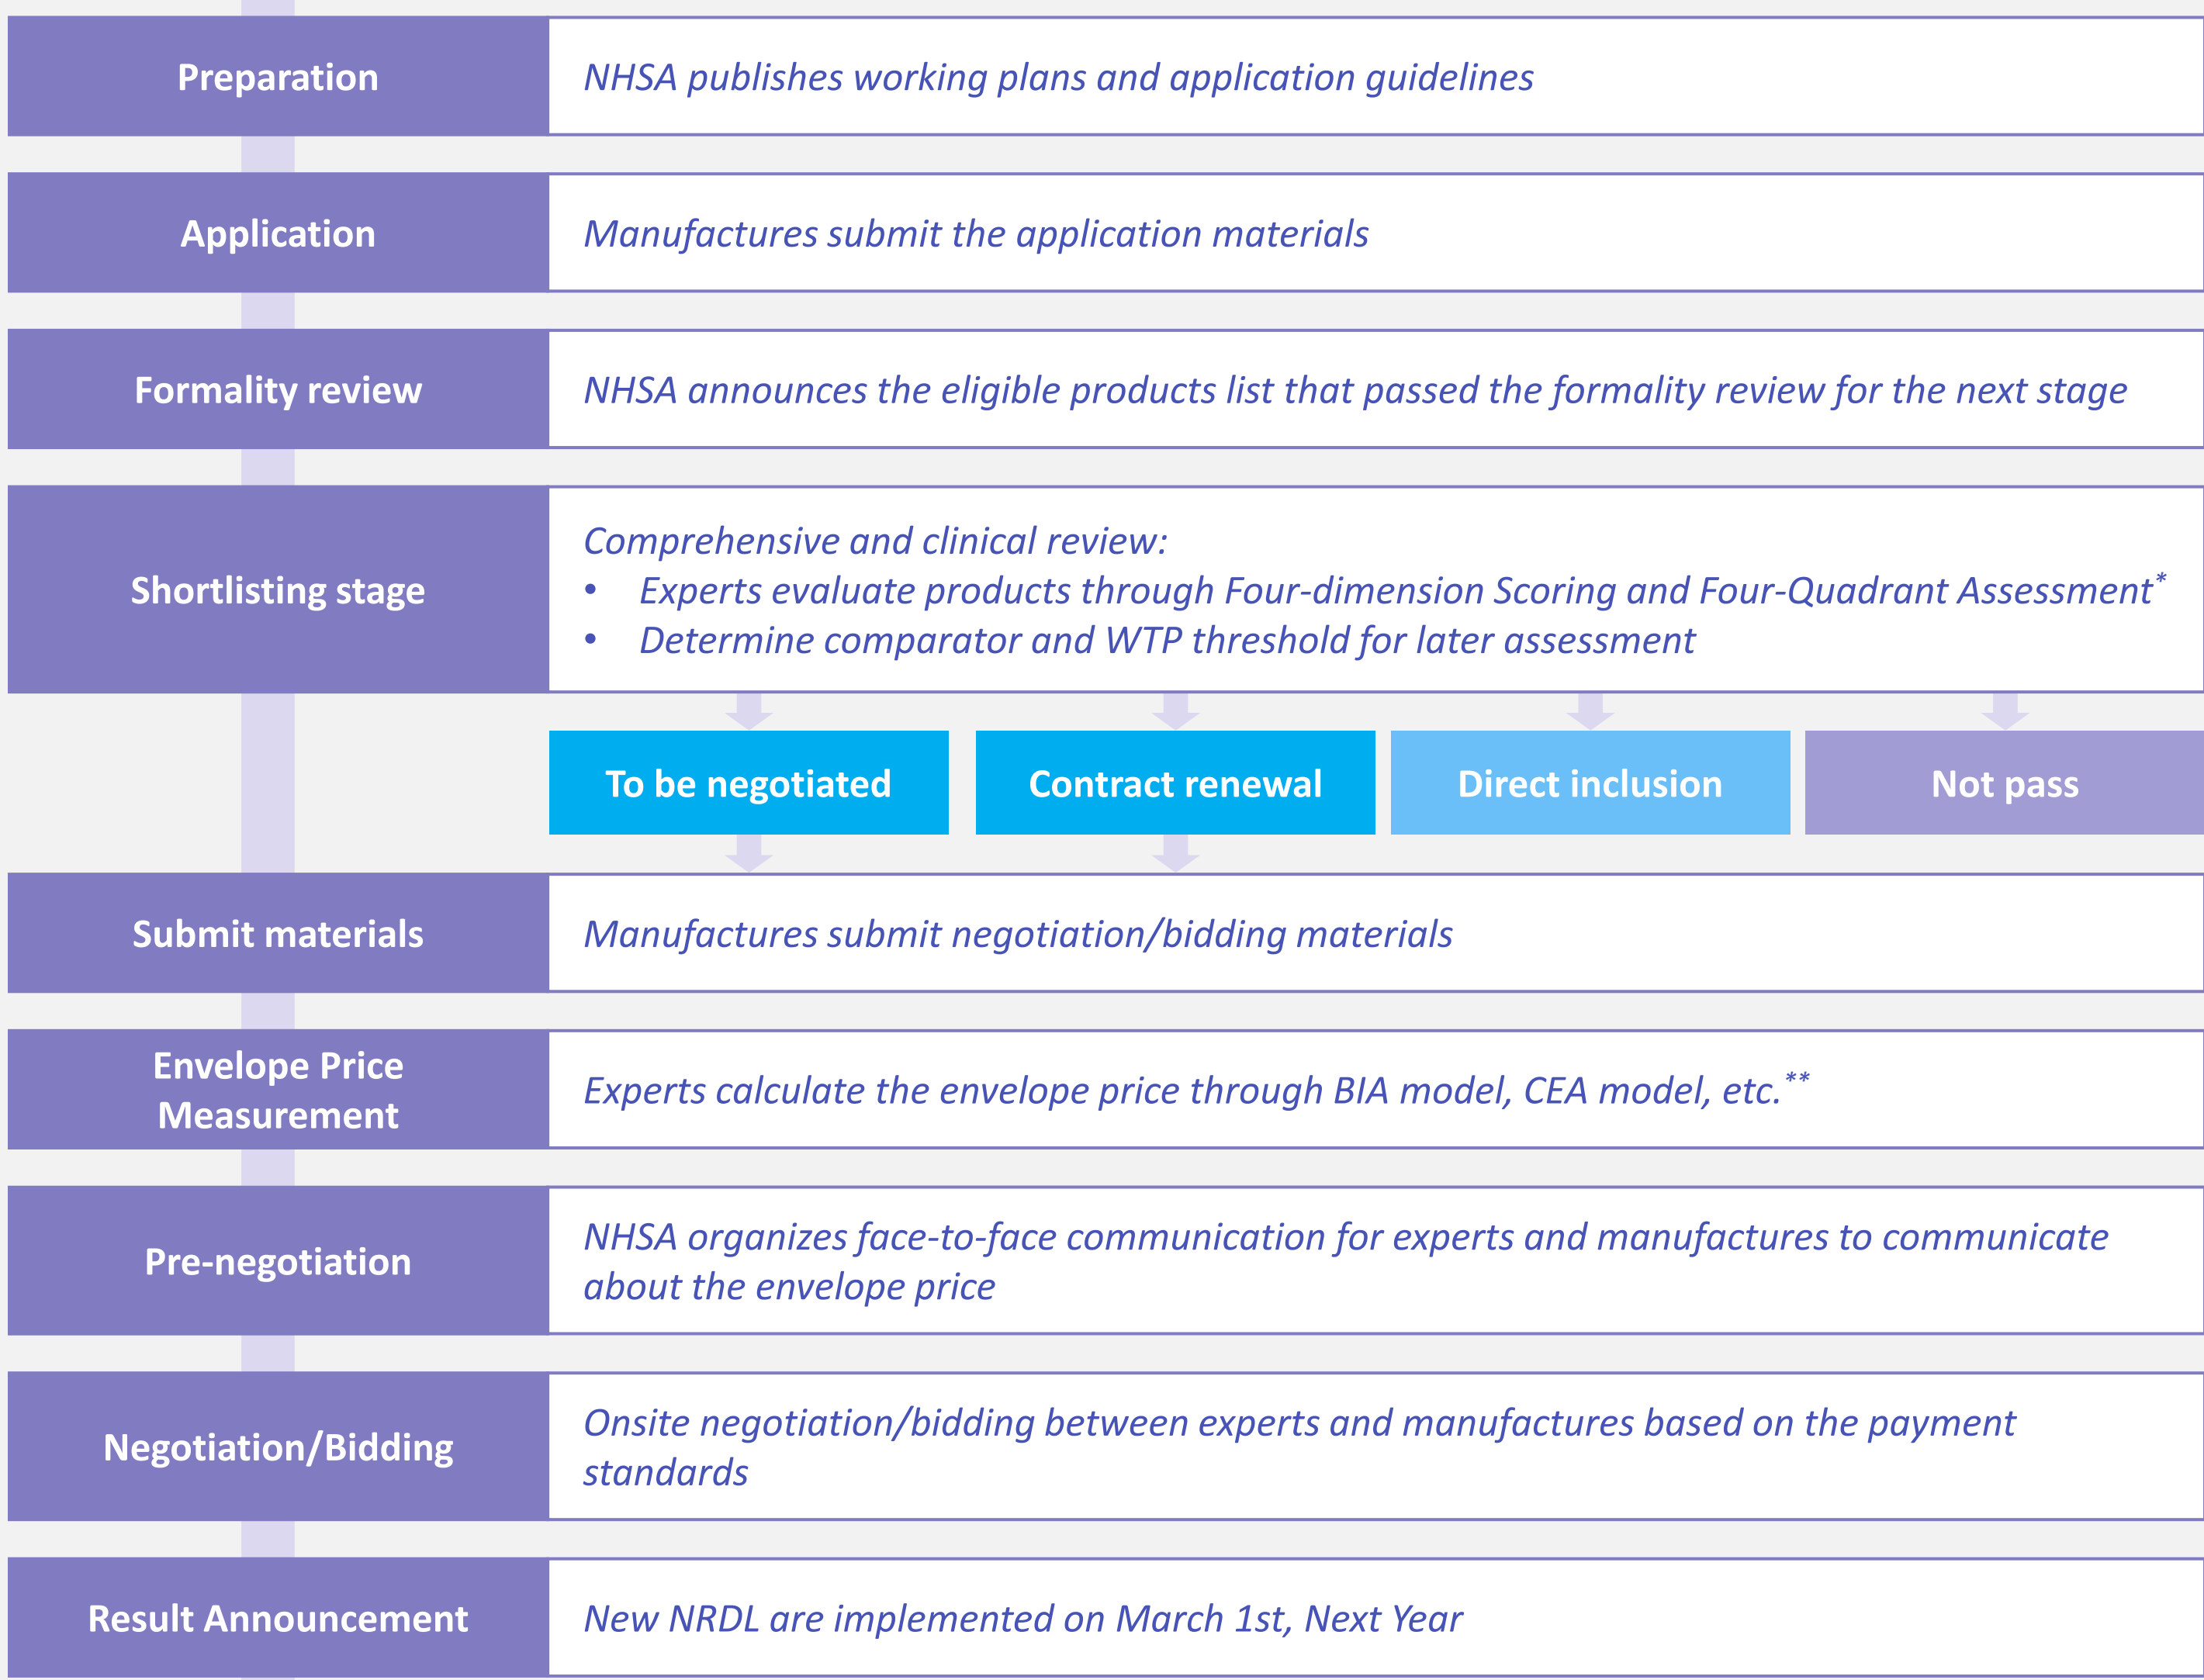 Preparation
NHSA publishes working plans and application guidelines
Application
Manufactures submit the application materials
Formality review
NHSA announces the eligible products list that passed the formality review for the next stage
Shortlisting stage
Comprehensive and clinical review:
• Experts evaluate products through Four-dimension Scoring and Four-Quadrant Assessment*
• Determine comparator and WTP threshold for later assessment
To be negotiated
Contract renewal
Direct inclusion
Not pass
Submit materials
Manufactures submit negotiation/bidding materials
Envelope Price
Measurement
Experts calculate the envelope price through BIA model, CEA model, etc.**
Pre-negotiation
NHSA organizes face-to-face communication for experts and manufactures to communicate
about the envelope price
Negotiation/Bidding
Onsite negotiation/bidding between experts and manufactures based on the payment
standards
Result Announcement
New NRDL are implemented on March 1st, Next Year